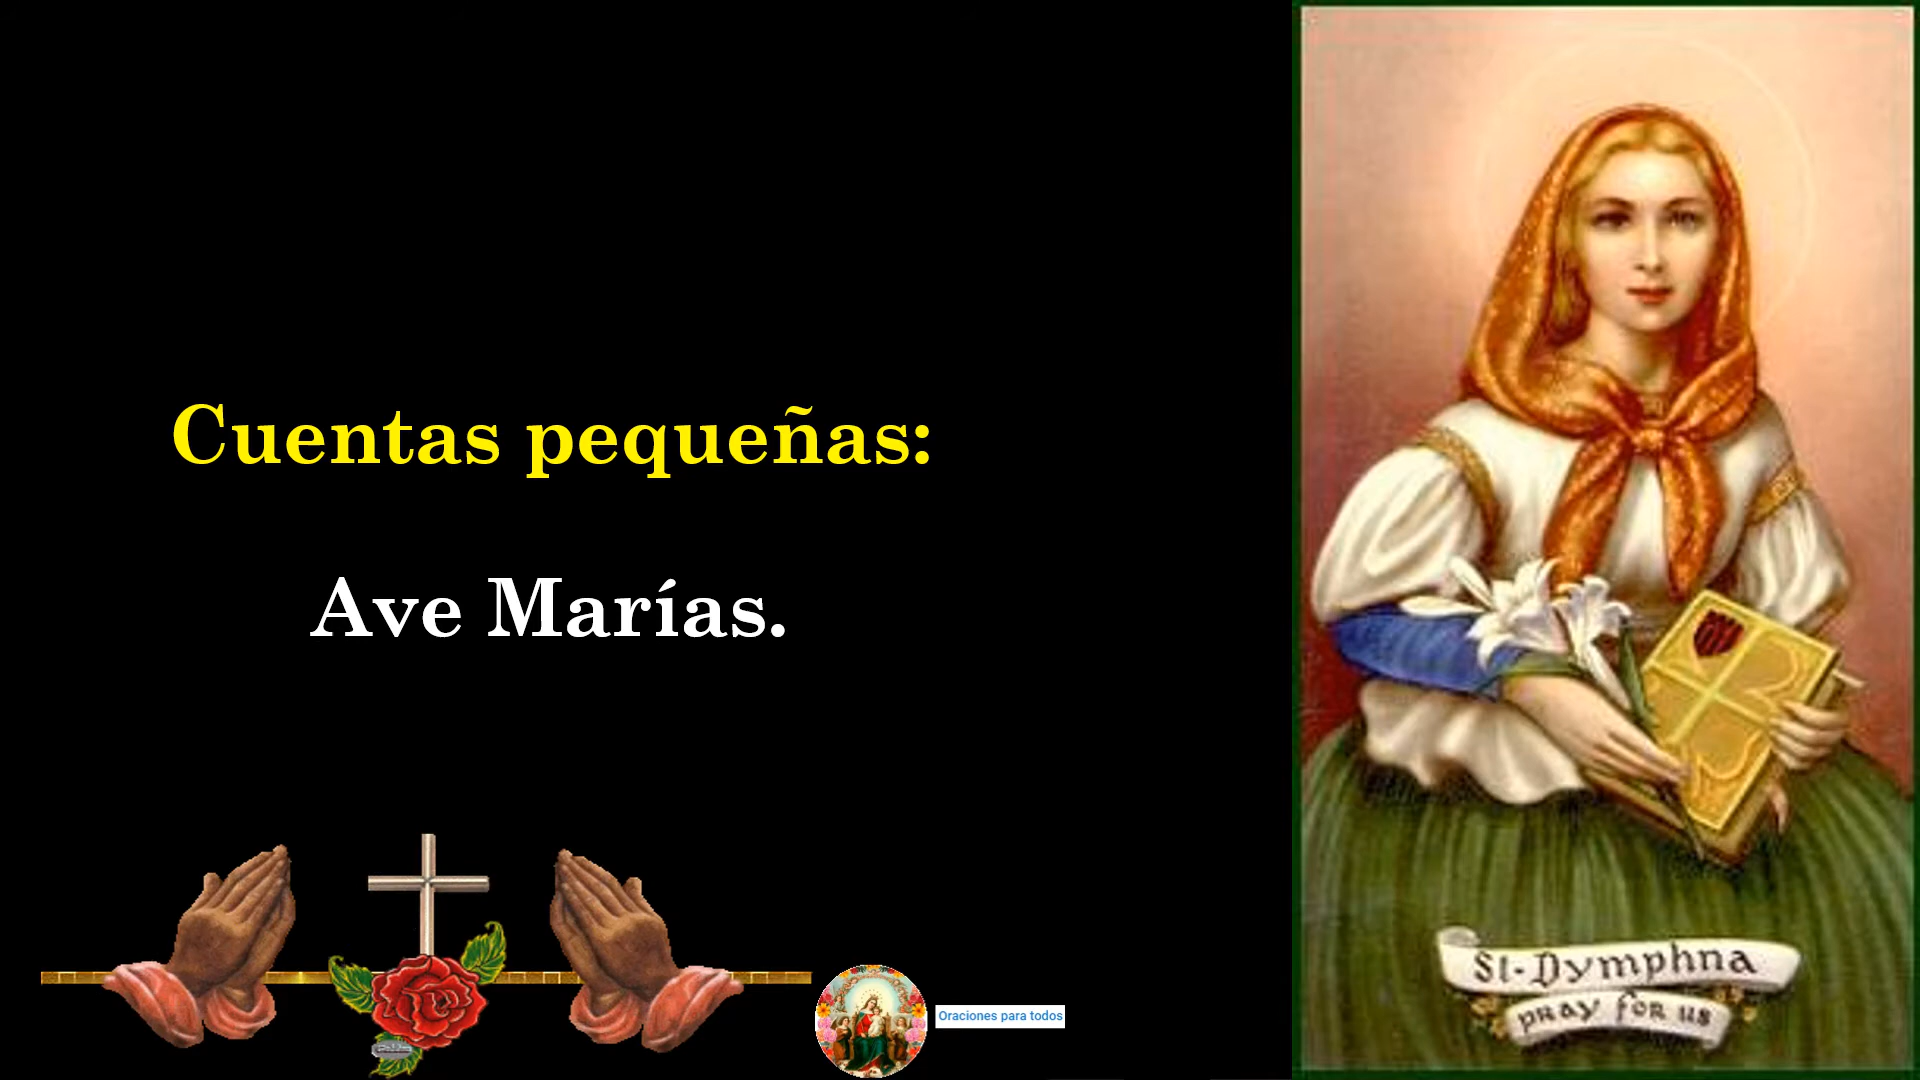 Cuentas pequeñas:
Ave Marías.
Oraciones para todos
St-Dymphna
pray for us